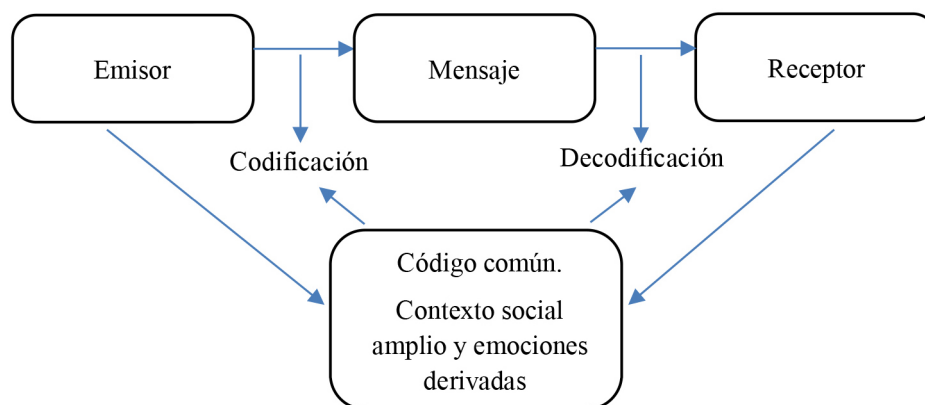 Emisor
Mensaje
Receptor
Codificación
Decodificación
Código común.
Contexto social
amplio y emociones
derivadas